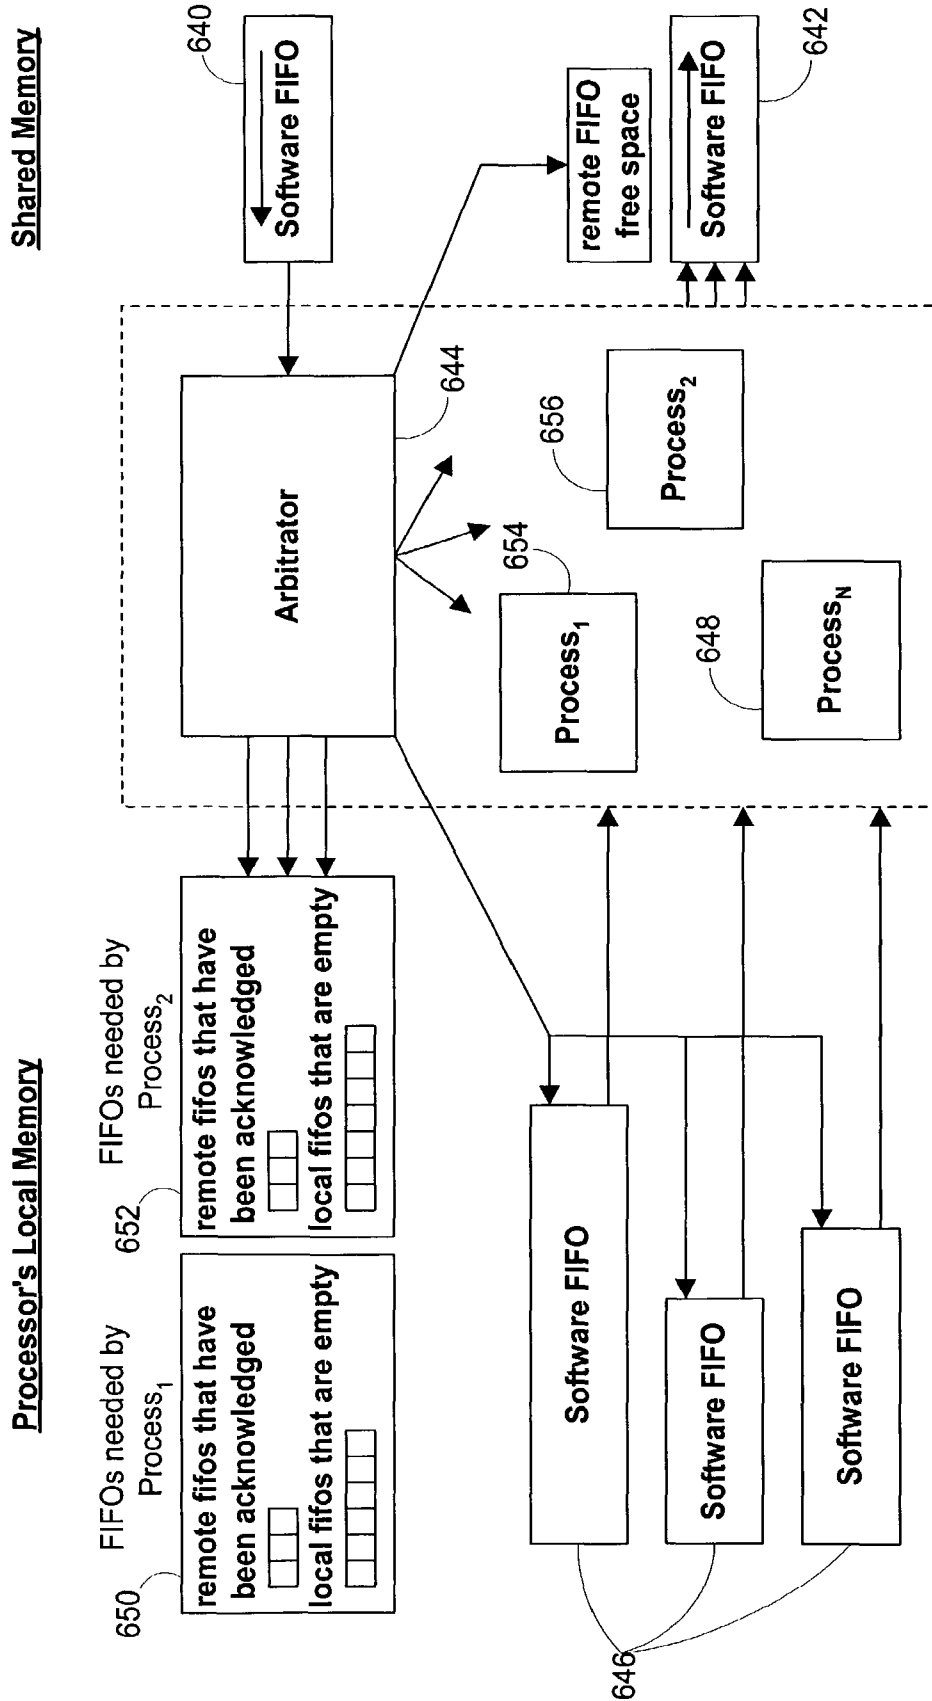 Processor's Local Memory
Shared Memory
FIFOs needed by
Process1
650
remote fifos that have
been acknowledged
local fifos that are empty
FIFOs needed by
Process2
652
remote fifos that have
been acknowledged
local fifos that are empty
Arbitrator
644
640
Software FIFO
remote FIFO
free space
Software FIFO
642
654
Process1
656
Process2
648
ProcessN
Software FIFO
Software FIFO
Software FIFO
646